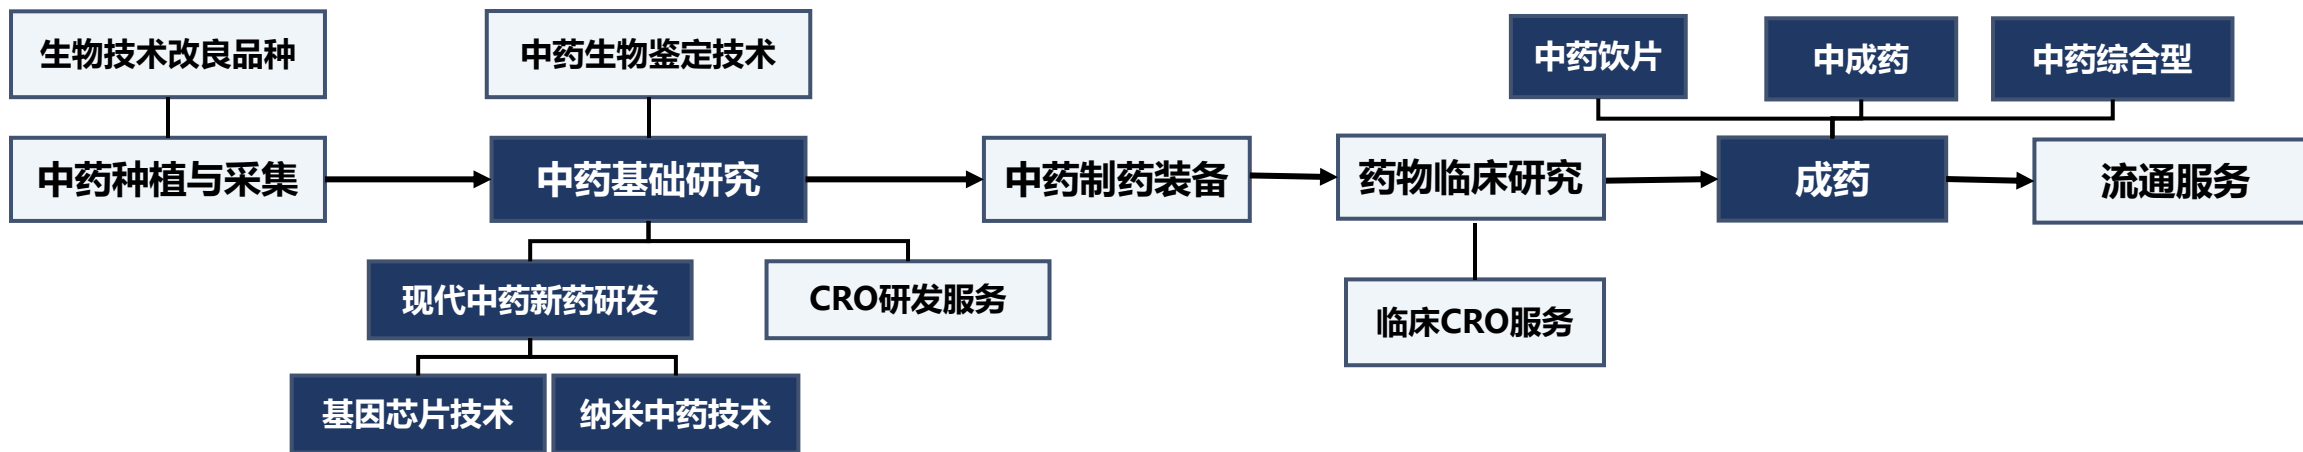 生物技术改良品种
中药生物鉴定技术
中药饮片
中成药
中药综合型
中药种植与采集
中药基础研究
中药制药装备
药物临床研究
成药
流通服务
现代中药新药研发
CRO研发服务
临床CRO服务
基因芯片技术
纳米中药技术